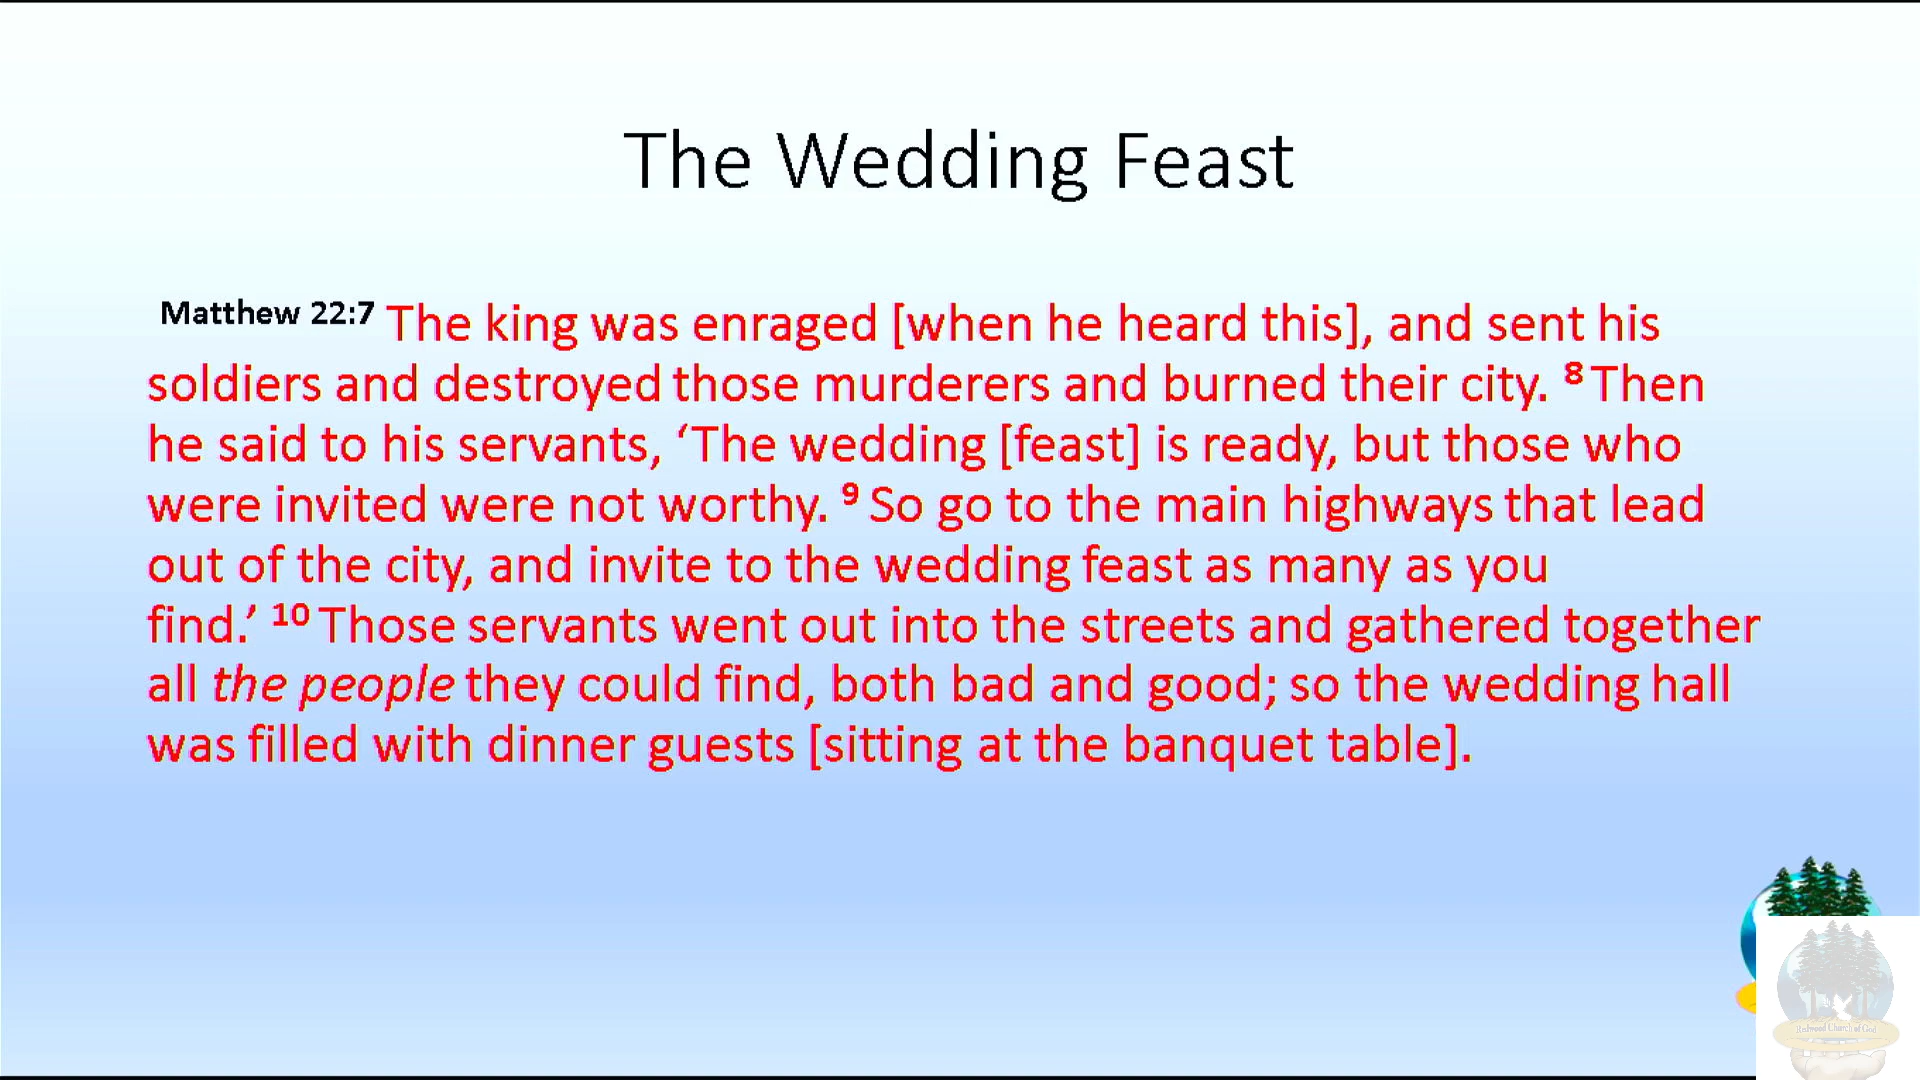 The Wedding Feast
Matthew 22:7 The king was enraged [when he heard this], and sent his
soldiers and destroyed those murderers and burned their city. 8 Then
he said to his servants, ‘The wedding [feast] is ready, but those who
were invited were not worthy. 9 So go to the main highways that lead
out of the city, and invite to the wedding feast as many as you
find.’ 10 Those servants went out into the streets and gathered together
all the people they could find, both bad and good; so the wedding hall
was filled with dinner guests [sitting at the banquet table].
Redwood Church of God